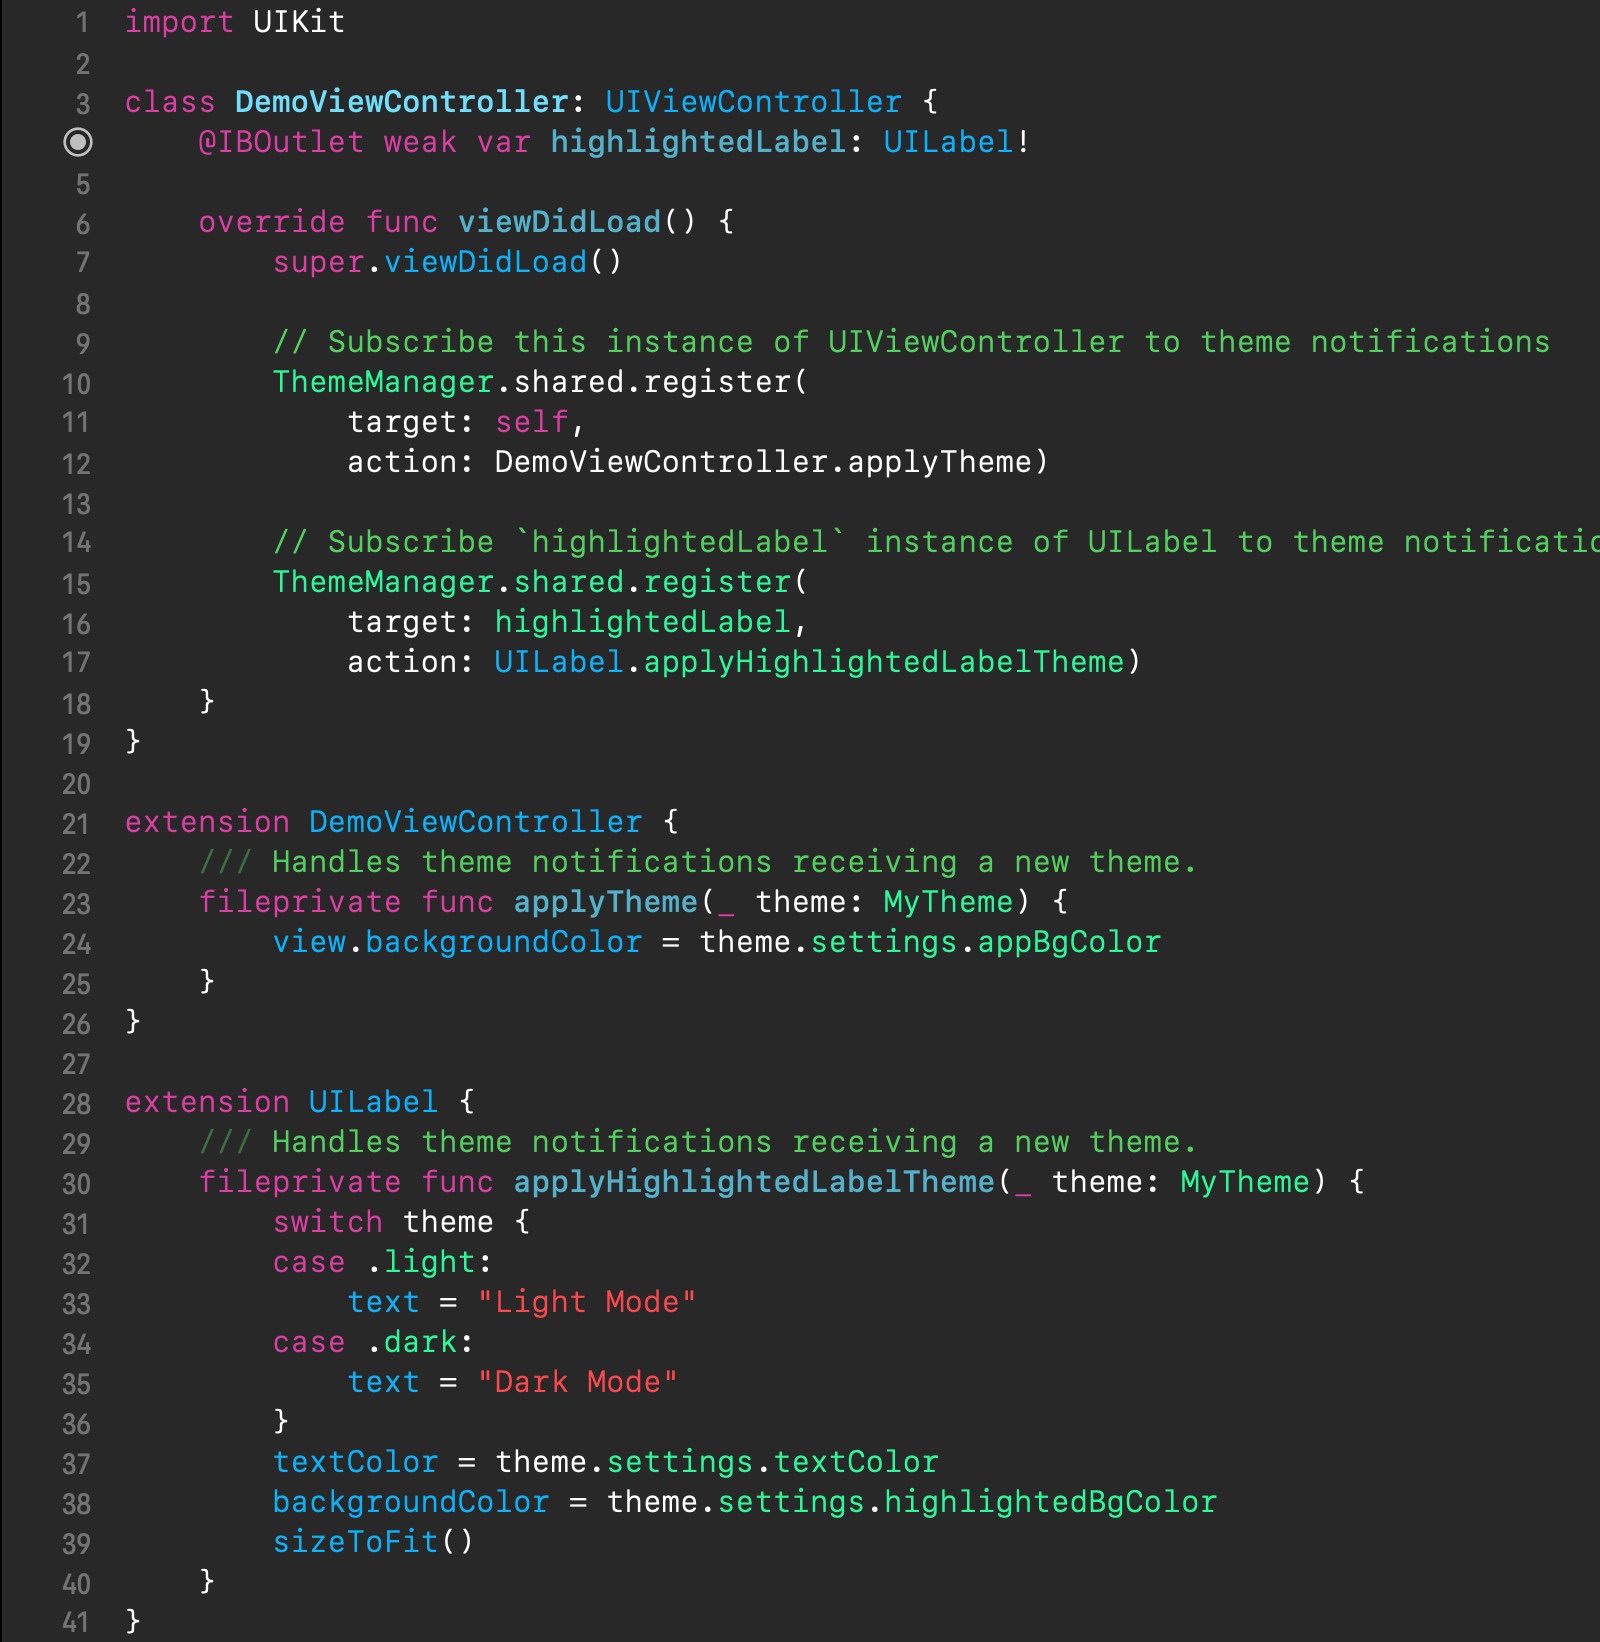 1 import UIKit
2
3 class DemoViewController: UIViewController {
@IBOutlet weak var highlightedLabel: UILabel!
5
6 override func viewDidLoad() {
7 super.viewDidLoad()
8
9 // Subscribe this instance of UIViewController to theme notifications
10 ThemeManager.shared.register(
11 target: self,
12 action: DemoViewController.applyTheme)
13
14 // Subscribe `highlightedLabel` instance of UILabel to theme notificatio
15 ThemeManager.shared.register(
16 target: highlightedLabel,
17 action: UILabel.applyHighlightedLabelTheme)
18 }
19 }
20
21 extension DemoViewController {
22 /// Handles theme notifications receiving a new theme.
23 fileprivate func applyTheme(_ theme: MyTheme) {
24 view.backgroundColor = theme.settings.appBgColor
25 }
26 }
27
28 extension UILabel {
29 /// Handles theme notifications receiving a new theme.
30 fileprivate func applyHighlightedLabelTheme(_ theme: MyTheme) {
31 switch theme {
32 case .light:
33 text = "Light Mode"
34 case .dark:
35 text = "Dark Mode"
36 }
37 textColor = theme.settings.textColor
38 backgroundColor = theme.settings.highlightedBgColor
39 sizeToFit()
40 }
41 }